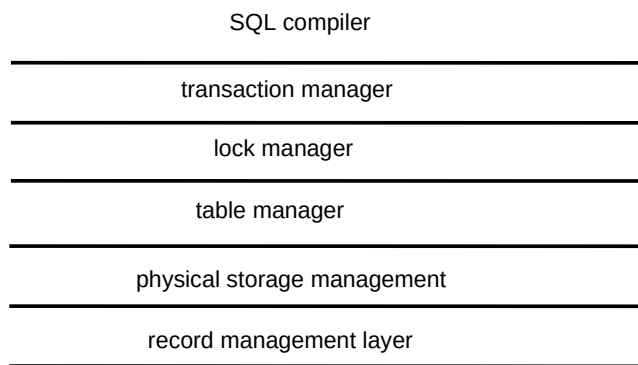 SQL compiler
transaction manager
lock manager
table manager
physical storage management
record management layer